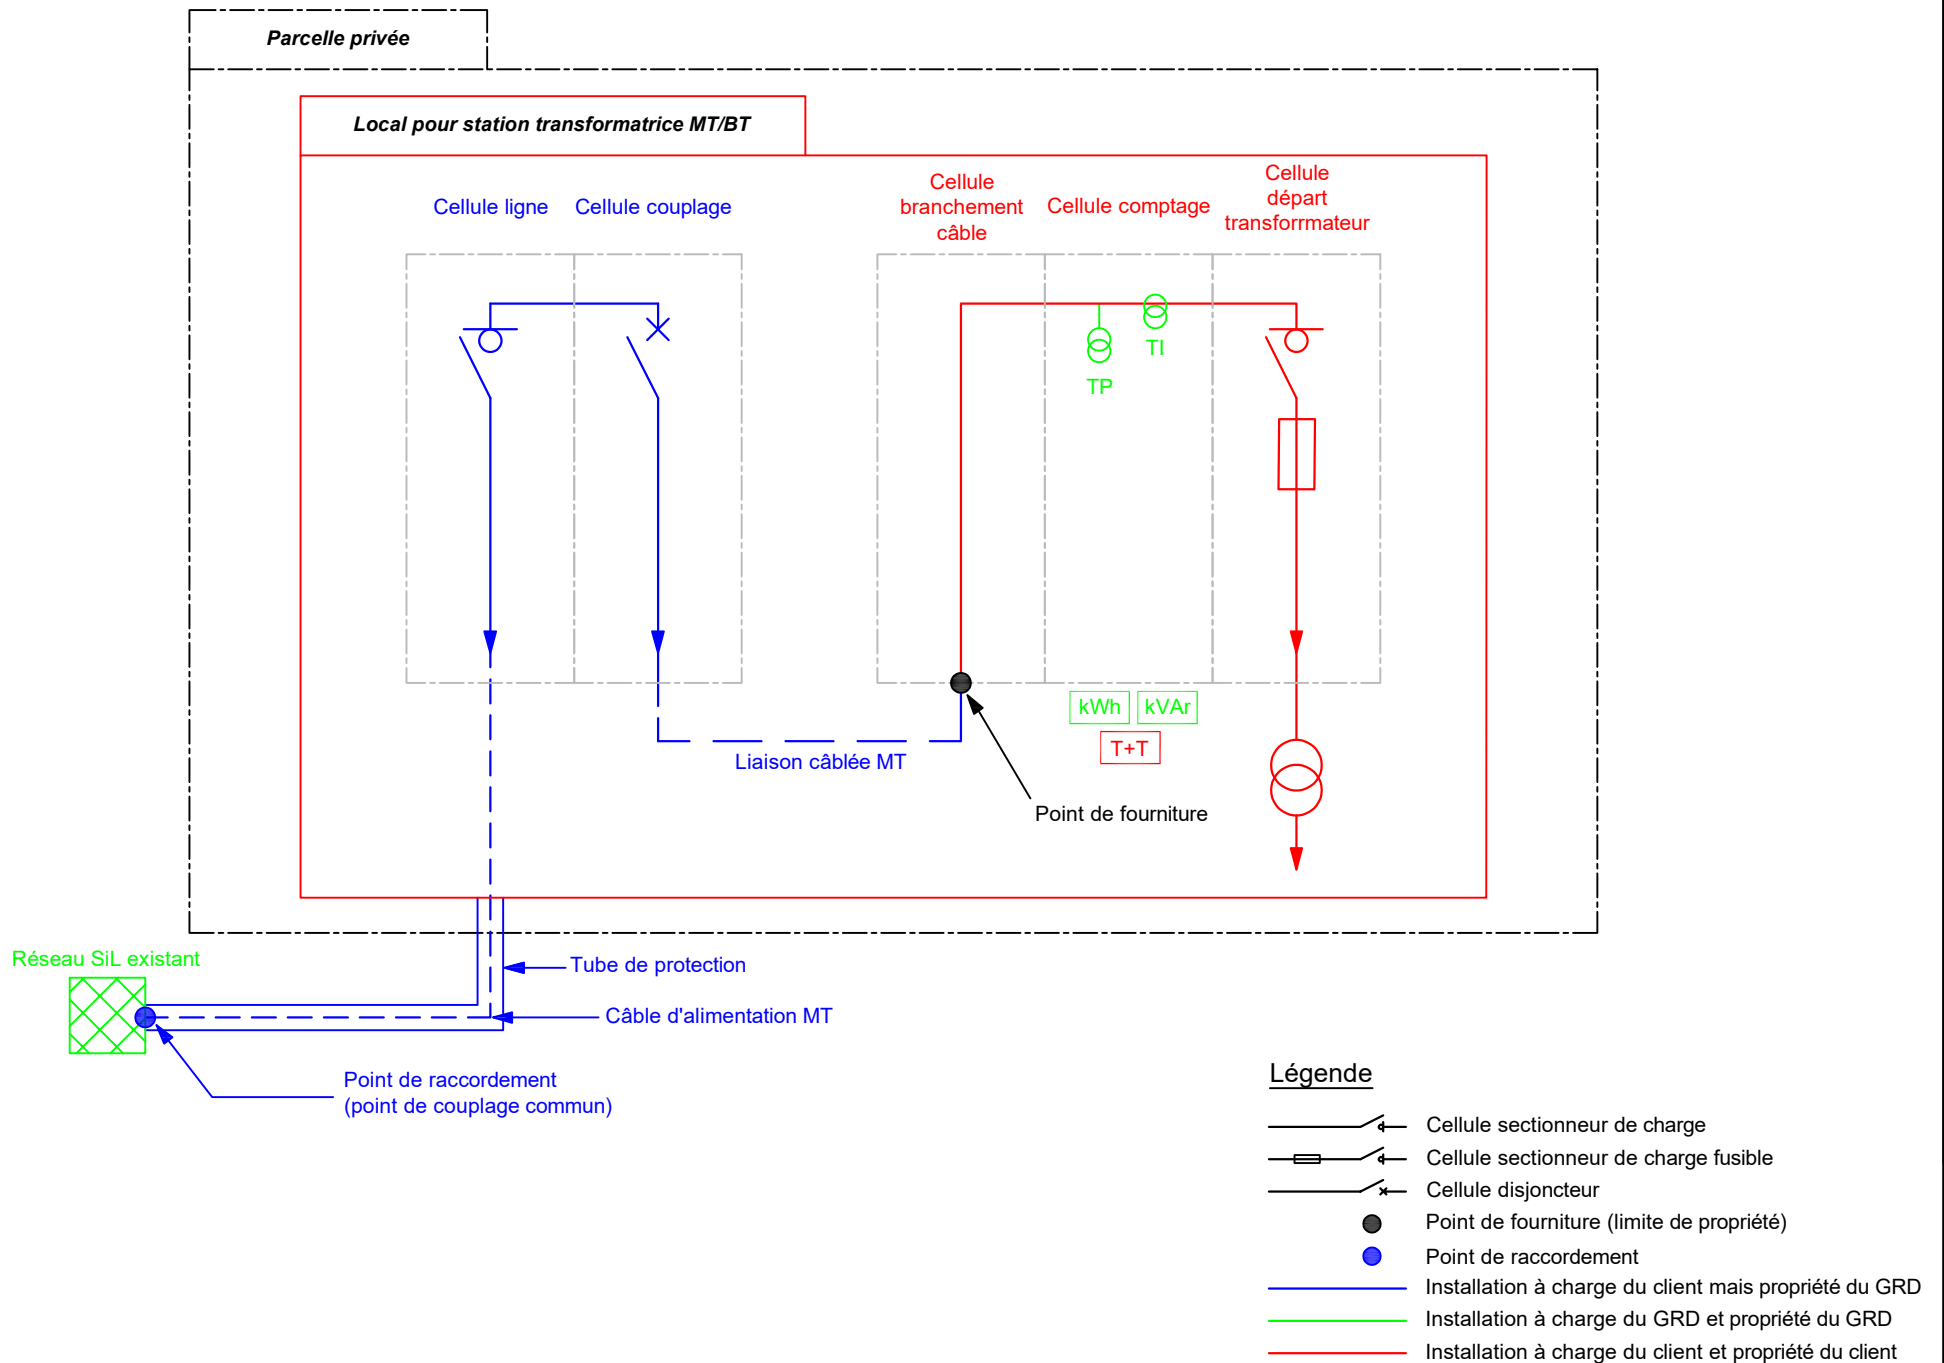 Parcelle privée
Local pour station transformatrice MT/BT
Cellule ligne
Cellule couplage
Cellule
branchement
câble
Cellule comptage
Cellule
départ
transforrmateur
TI
TP
kWh
kVAr
T+T
Liaison câblée MT
Point de fourniture
Réseau SiL existant
Tube de protection
Câble d'alimentation MT
Point de raccordement
(point de couplage commun)
Légende
Cellule sectionneur de charge
Cellule sectionneur de charge fusible
Cellule disjoncteur
Point de fourniture (limite de propriété)
Point de raccordement
Installation à charge du client mais propriété du GRD
Installation à charge du GRD et propriété du GRD
Installation à charge du client et propriété du client